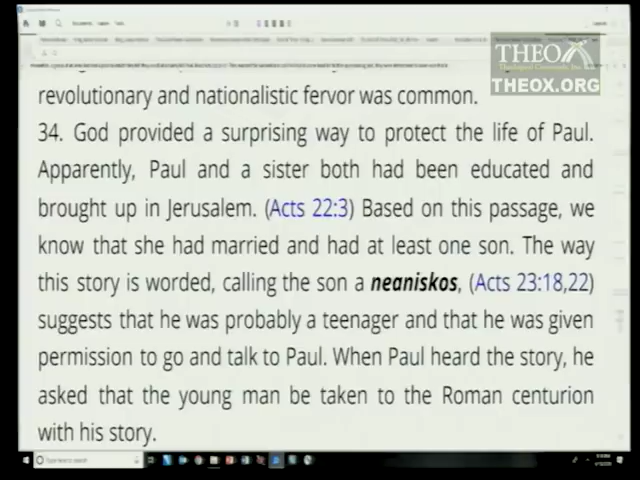 THEOX
THEOX.ORG
revolutionary and nationalistic fervor was common.
34. God provided a surprising way to protect the life of Paul.
Apparently, Paul and a sister both had been educated and
brought up in Jerusalem. (Acts 22:3) Based on this passage, we
know that she had married and had at least one son. The way
this story is worded, calling the son a neaniskos, (Acts 23:18,22)
suggests that he was probably a teenager and that he was given
permission to go and talk to Paul. When Paul heard the story, he
asked that the young man be taken to the Roman centurion
with his story.